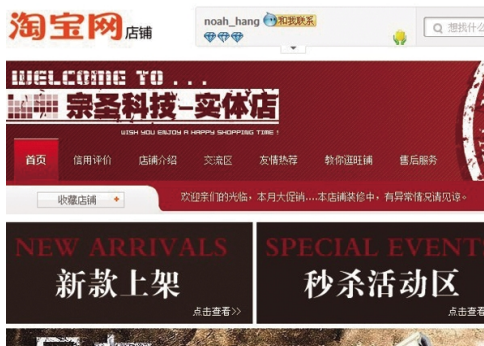 淘宝网店铺
noah_hang 和我联系
想找什么
WELCOME TO . . .
宗圣科技-实体店
WISH YOU ENJOY A HAPPY SHOPPING TIME !
首页 信用评价 店铺介绍 交流区 友情热荐 教你逛旺铺 售后服务
收藏店铺 + 欢迎亲们的光临，本月大促销....本店铺装修中，有异常情况请见谅。
NEW ARRIVALS SPECIAL EVENT
新款上架 秒杀活动区
点击查看>> 点击查看